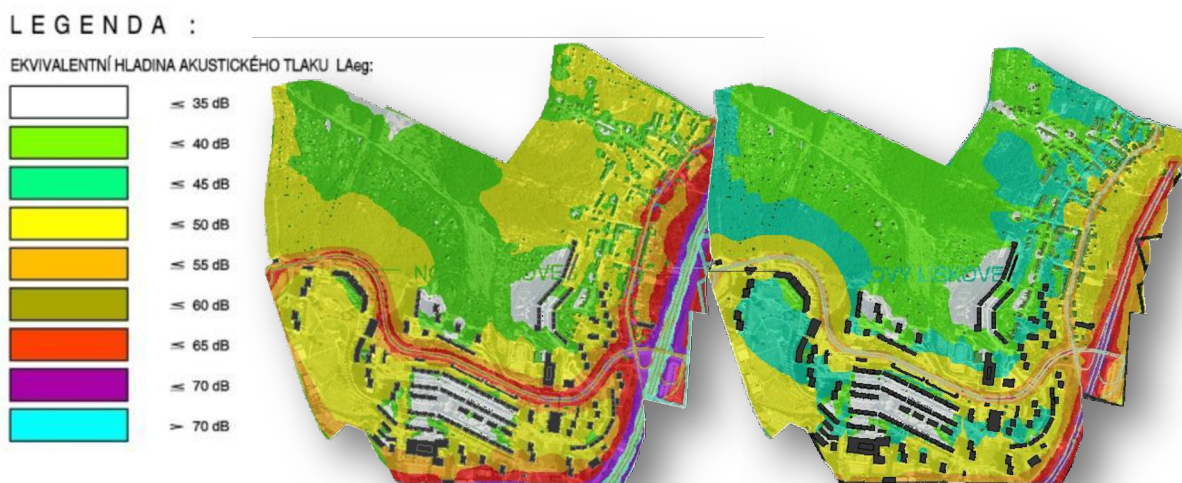 LEGENDA :
EKVIVALENTNÍ HLADINA AKUSTICKÉHO TLAKU LAeg:
≤ 35 dB
≤ 40 dB
≤ 45 dB
≤ 50 dB
≤ 55 dB
≤ 60 dB
≤ 65 dB
≤ 70 dB
> 70 dB